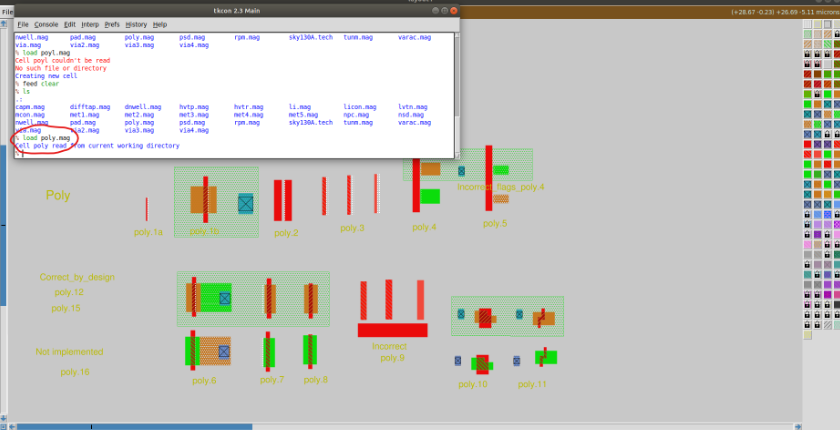 tkcon 2.3 Main
File
(+28.67 -0.23) +26.69 -5.11 microns
File Console Edit Interp Prefs History Help
nwell.mag pad.mag poly.mag psd.mag rpm.mag sky130A.tech tunm.mag varac.mag
via.mag via2.mag via3.mag via4.mag
% load poyl.mag
Cell poyl couldn't be read
No such file or directory
Creating new cell
% feed clear
% ls
.:
capm.mag difftap.mag dnwell.mag hvtp.mag hvtr.mag li.mag licon.mag lvtn.mag
mcon.mag met1.mag met2.mag met3.mag met4.mag met5.mag npc.mag nsd.mag
nwell.mag pad.mag poly.mag psd.mag rpm.mag sky130A.tech tunm.mag varac.mag
via.mag via2.mag via3.mag via4.mag
% load poly.mag
Cell poly read from current working directory
%
Poly
Incorrect_flags_poly.4
poly.1a poly.1b poly.2 poly.3 poly.4 poly.5
Correct_by_design
poly.12
poly.15
Not implemented
poly.16
Incorrect
poly.9
poly.6 poly.7 poly.8 poly.10 poly.11